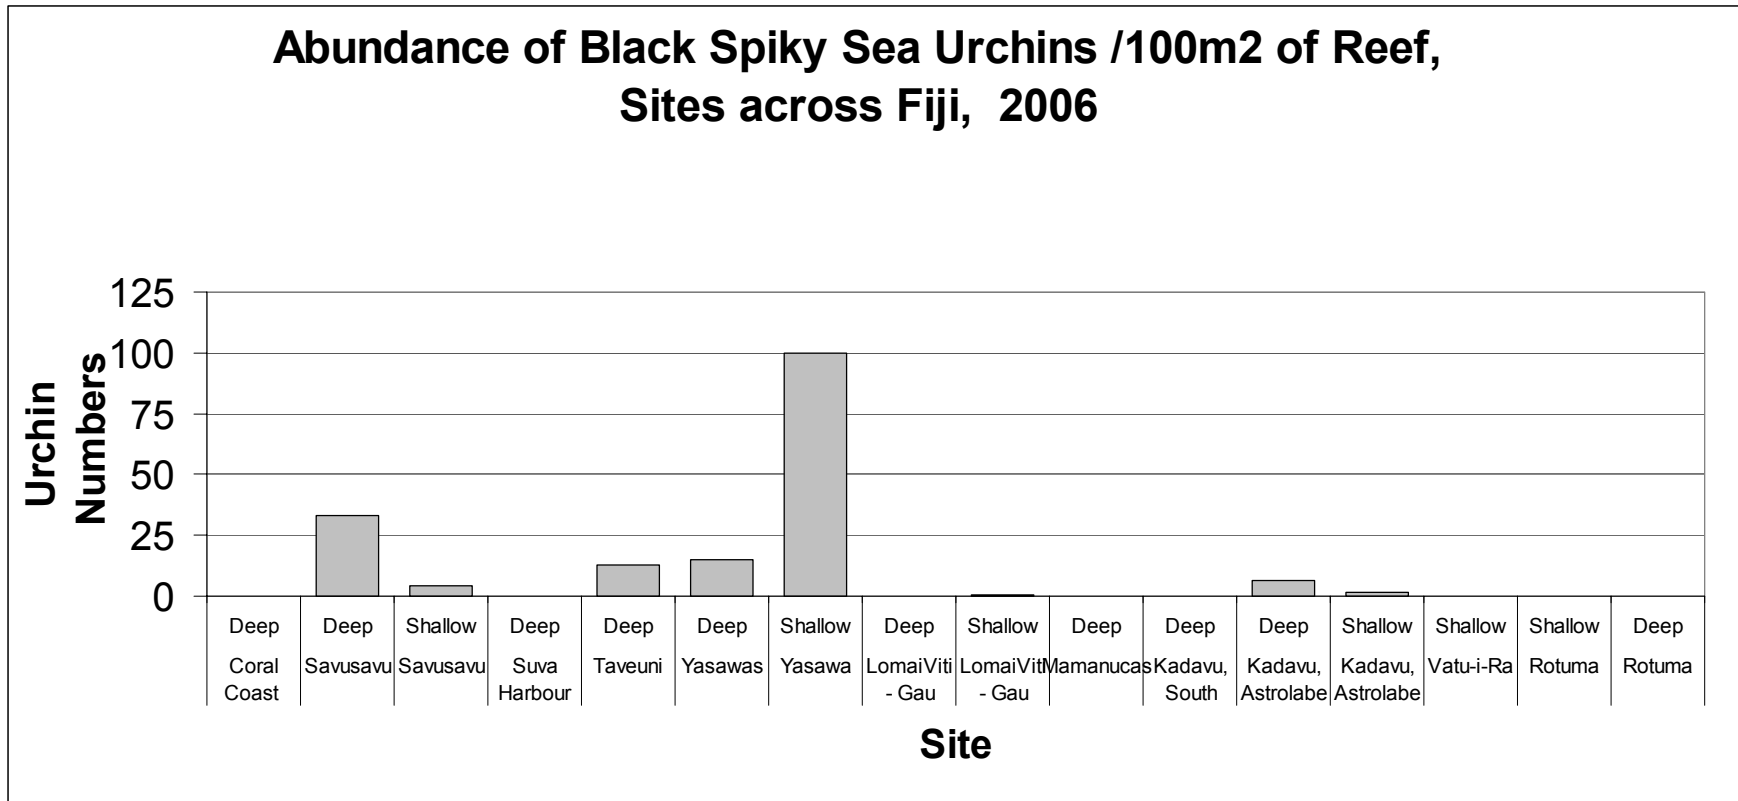 Abundance of Black Spiky Sea Urchins /100m2 of Reef,
Sites across Fiji, 2006
Urchin
Numbers
125
100
75
50
25
0
Deep Deep Shallow Deep Deep Deep Shallow Deep Shallow Deep Deep Deep Shallow Shallow Shallow Deep
Coral Savusavu Savusavu Suva Taveuni Yasawas Yasawa LomaiViti LomaiViti Mamanucas Kadavu, Kadavu, Kadavu, Vatu-i-Ra Rotuma Rotuma
Coast Harbour - Gau - Gau South Astrolabe Astrolabe
Site